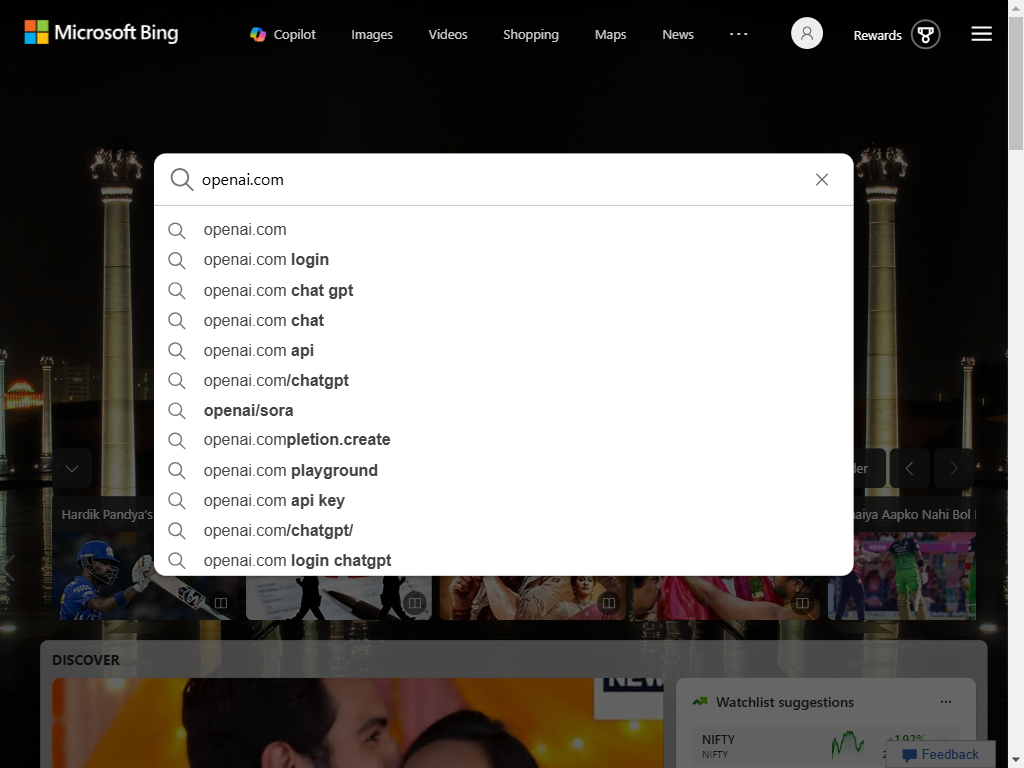 Microsoft Bing
Copilot
Images
Videos
Shopping
Maps
News
Rewards
openai.com
openai.com
openai.com login
openai.com chat gpt
openai.com chat
openai.com api
openai.com/chatgpt
openai/sora
openai.completion.create
openai.com playground
openai.com api key
openai.com/chatgpt/
openai.com login chatgpt
Hardik Pandya's
Aapko Nahi Bol
DISCOVER
Watchlist suggestions
...
NIFTY
NIFTY
+1.92%
Feedback